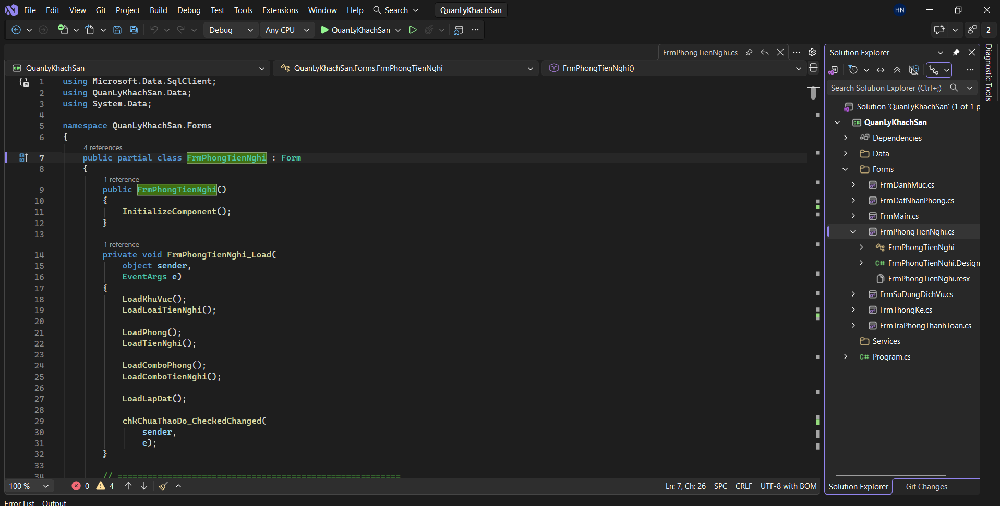 File Edit View Git Project Build Debug Test Tools Extensions Window Help Search QuanLyKhachSan HN
Debug Any CPU QuanLyKhachSan 2
FrmPhongTienNghi.cs
QuanLyKhachSan QuanLyKhachSan.Forms.FrmPhongTienNghi FrmPhongTienNghi()
1 using Microsoft.Data.SqlClient;
2 using QuanLyKhachSan.Data;
3 using System.Data;
4
5 namespace QuanLyKhachSan.Forms
6 {
4 references
7 public partial class FrmPhongTienNghi : Form
8 {
1 reference
9 public FrmPhongTienNghi()
10 {
11 InitializeComponent();
12 }
13
1 reference
14 private void FrmPhongTienNghi_Load(
15 object sender,
16 EventArgs e)
17 {
18 LoadKhuVuc();
19 LoadLoaiTienNghi();
20
21 LoadPhong();
22 LoadTienNghi();
23
24 LoadComboPhong();
25 LoadComboTienNghi();
26
27 LoadLapDat();
28
29 chkChuaThaoDo_CheckedChanged(
30 sender,
31 e);
32 }
33
34 // =========================================================
100 % 0 4 Ln: 7, Ch: 26 SPC CRLF UTF-8 with BOM
Error List Output
Solution Explorer
Search Solution Explorer (Ctrl+;)
Solution 'QuanLyKhachSan' (1 of 1 p
QuanLyKhachSan
Dependencies
Data
Forms
FrmDanhMuc.cs
FrmDatNhanPhong.cs
FrmMain.cs
FrmPhongTienNghi.cs
FrmPhongTienNghi
C# FrmPhongTienNghi.Design
FrmPhongTienNghi.resx
FrmSuDungDichVu.cs
FrmThongKe.cs
FrmTraPhongThanhToan.cs
Services
C# Program.cs
Solution Explorer Git Changes
Diagnostic Tools